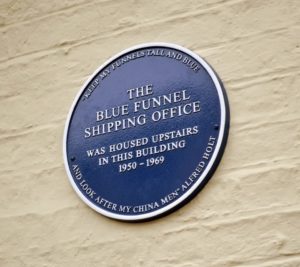 "KEEP MY FUNNELS TALL AND BLUE
THE
BLUE FUNNEL
SHIPPING OFFICE
WAS HOUSED UPSTAIRS
IN THIS BUILDING
1950 - 1969
AND LOOK AFTER MY CHINA MEN" ALFRED HOLT